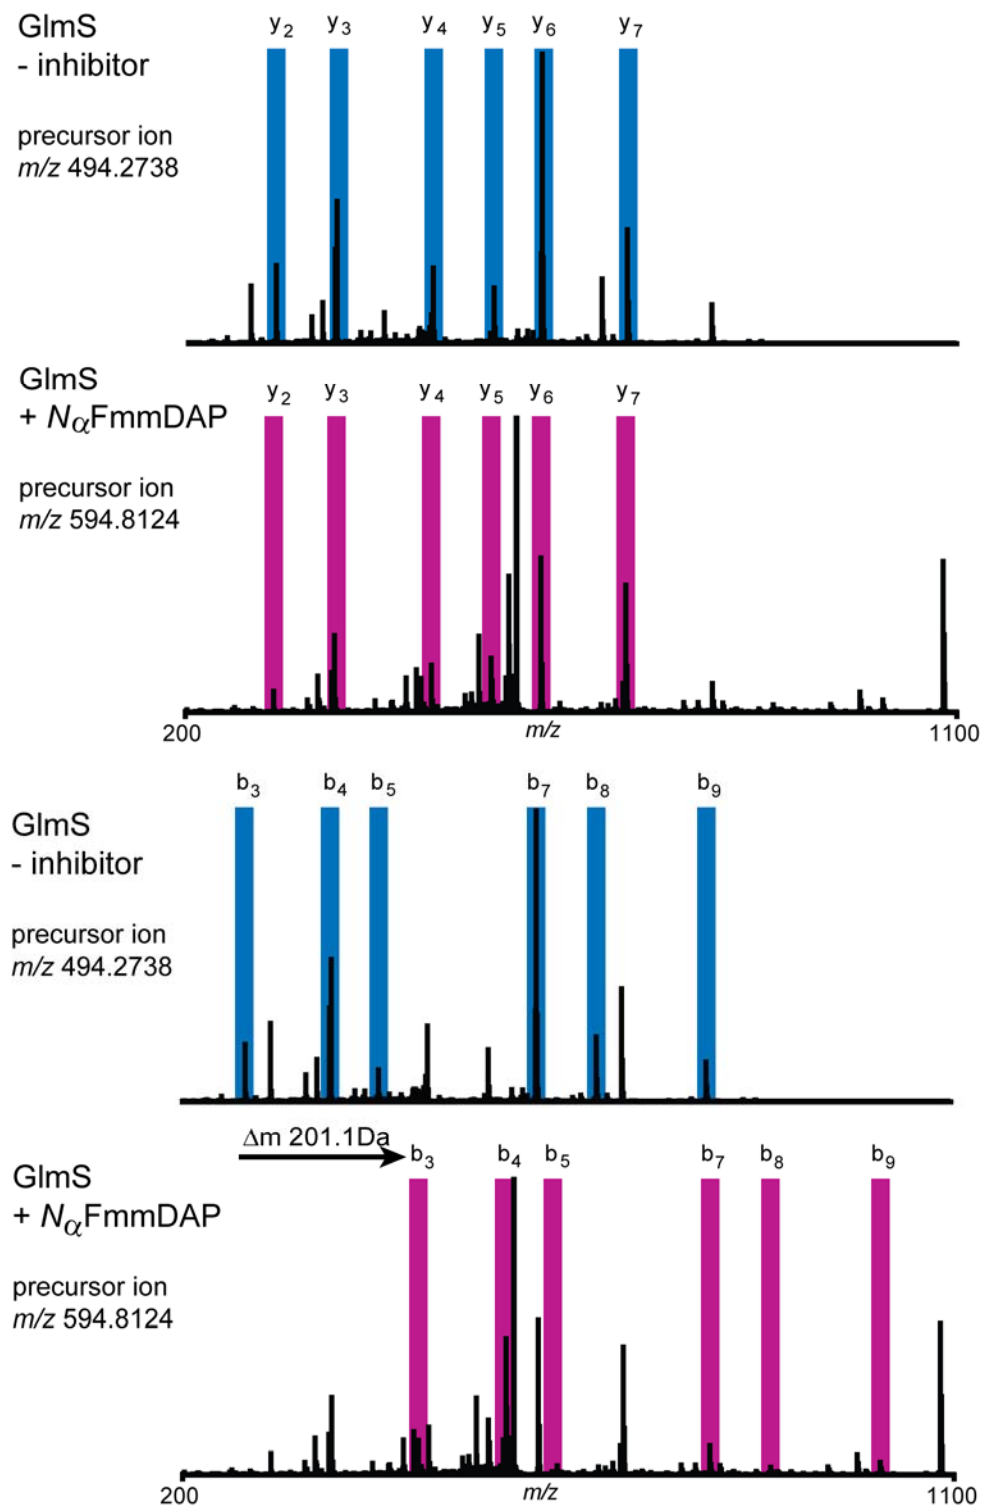 GlmS
- inhibitor
precursor ion
m/z 494.2738
y2 y3 y4 y5 y6 y7
GlmS
+ NαFmmDAP
precursor ion
m/z 594.8124
y2 y3 y4 y5 y6 y7
200 m/z 1100
GlmS
- inhibitor
precursor ion
m/z 494.2738
b3 b4 b5 b7 b8 b9
Δm 201.1Da
GlmS
+ NαFmmDAP
precursor ion
m/z 594.8124
b3 b4 b5 b7 b8 b9
200 m/z 1100